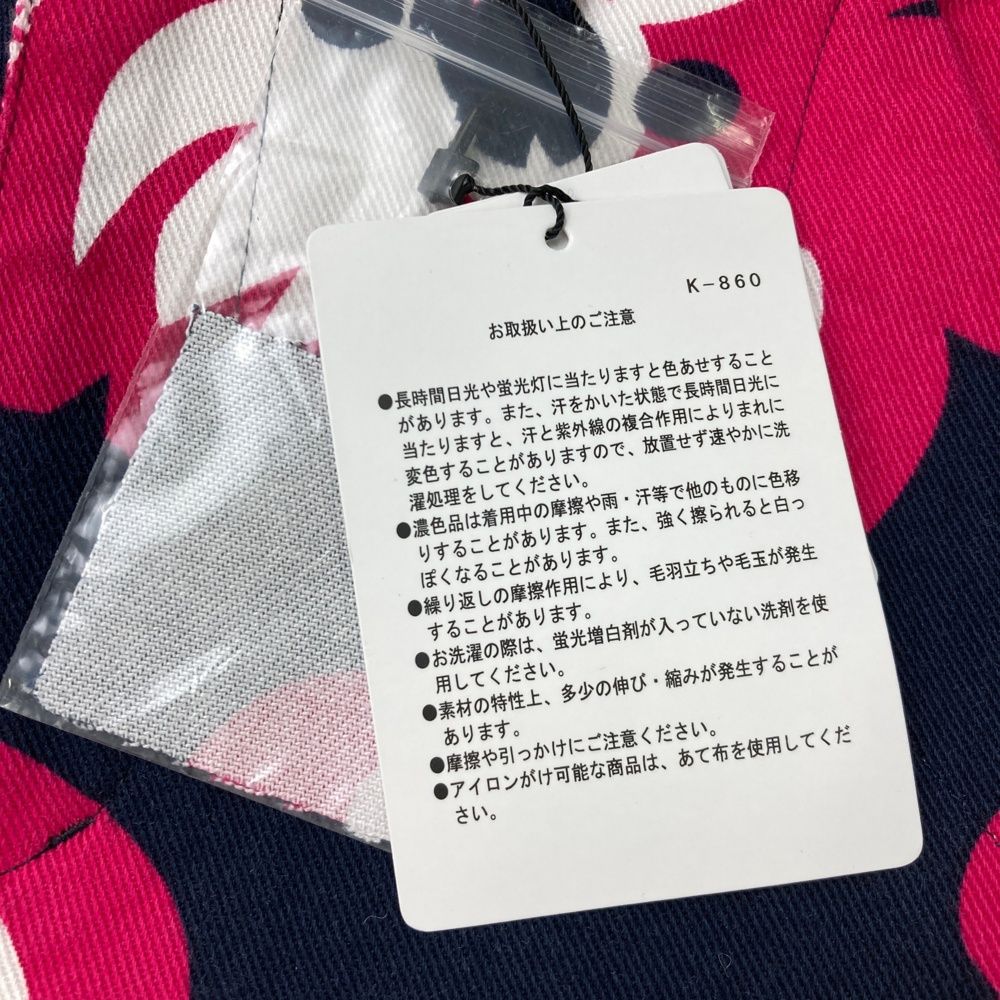 K-860
お取扱い上のご注意
●長時間日光や蛍光灯に当たりますと色あせすること
があります。また、汗をかいた状態で長時間日光に
当たりますと、汗と紫外線の複合作用によりまれに
変色することがありますので、放置せず速やかに洗
濯処理をしてください。
●濃色品は着用中の摩擦や雨・汗等で他のものに色移
りすることがあります。また、強く擦られると白っ
ぽくなることがあります。
●繰り返しの摩擦作用により、毛羽立ちや毛玉が発生
することがあります。
●お洗濯の際は、蛍光増白剤が入っていない洗剤を使
用してください。
●素材の特性上、多少の伸び・縮みが発生することが
あります。
●摩擦や引っかけにご注意ください。
●アイロンがけ可能な商品は、あて布を使用してくだ
さい。